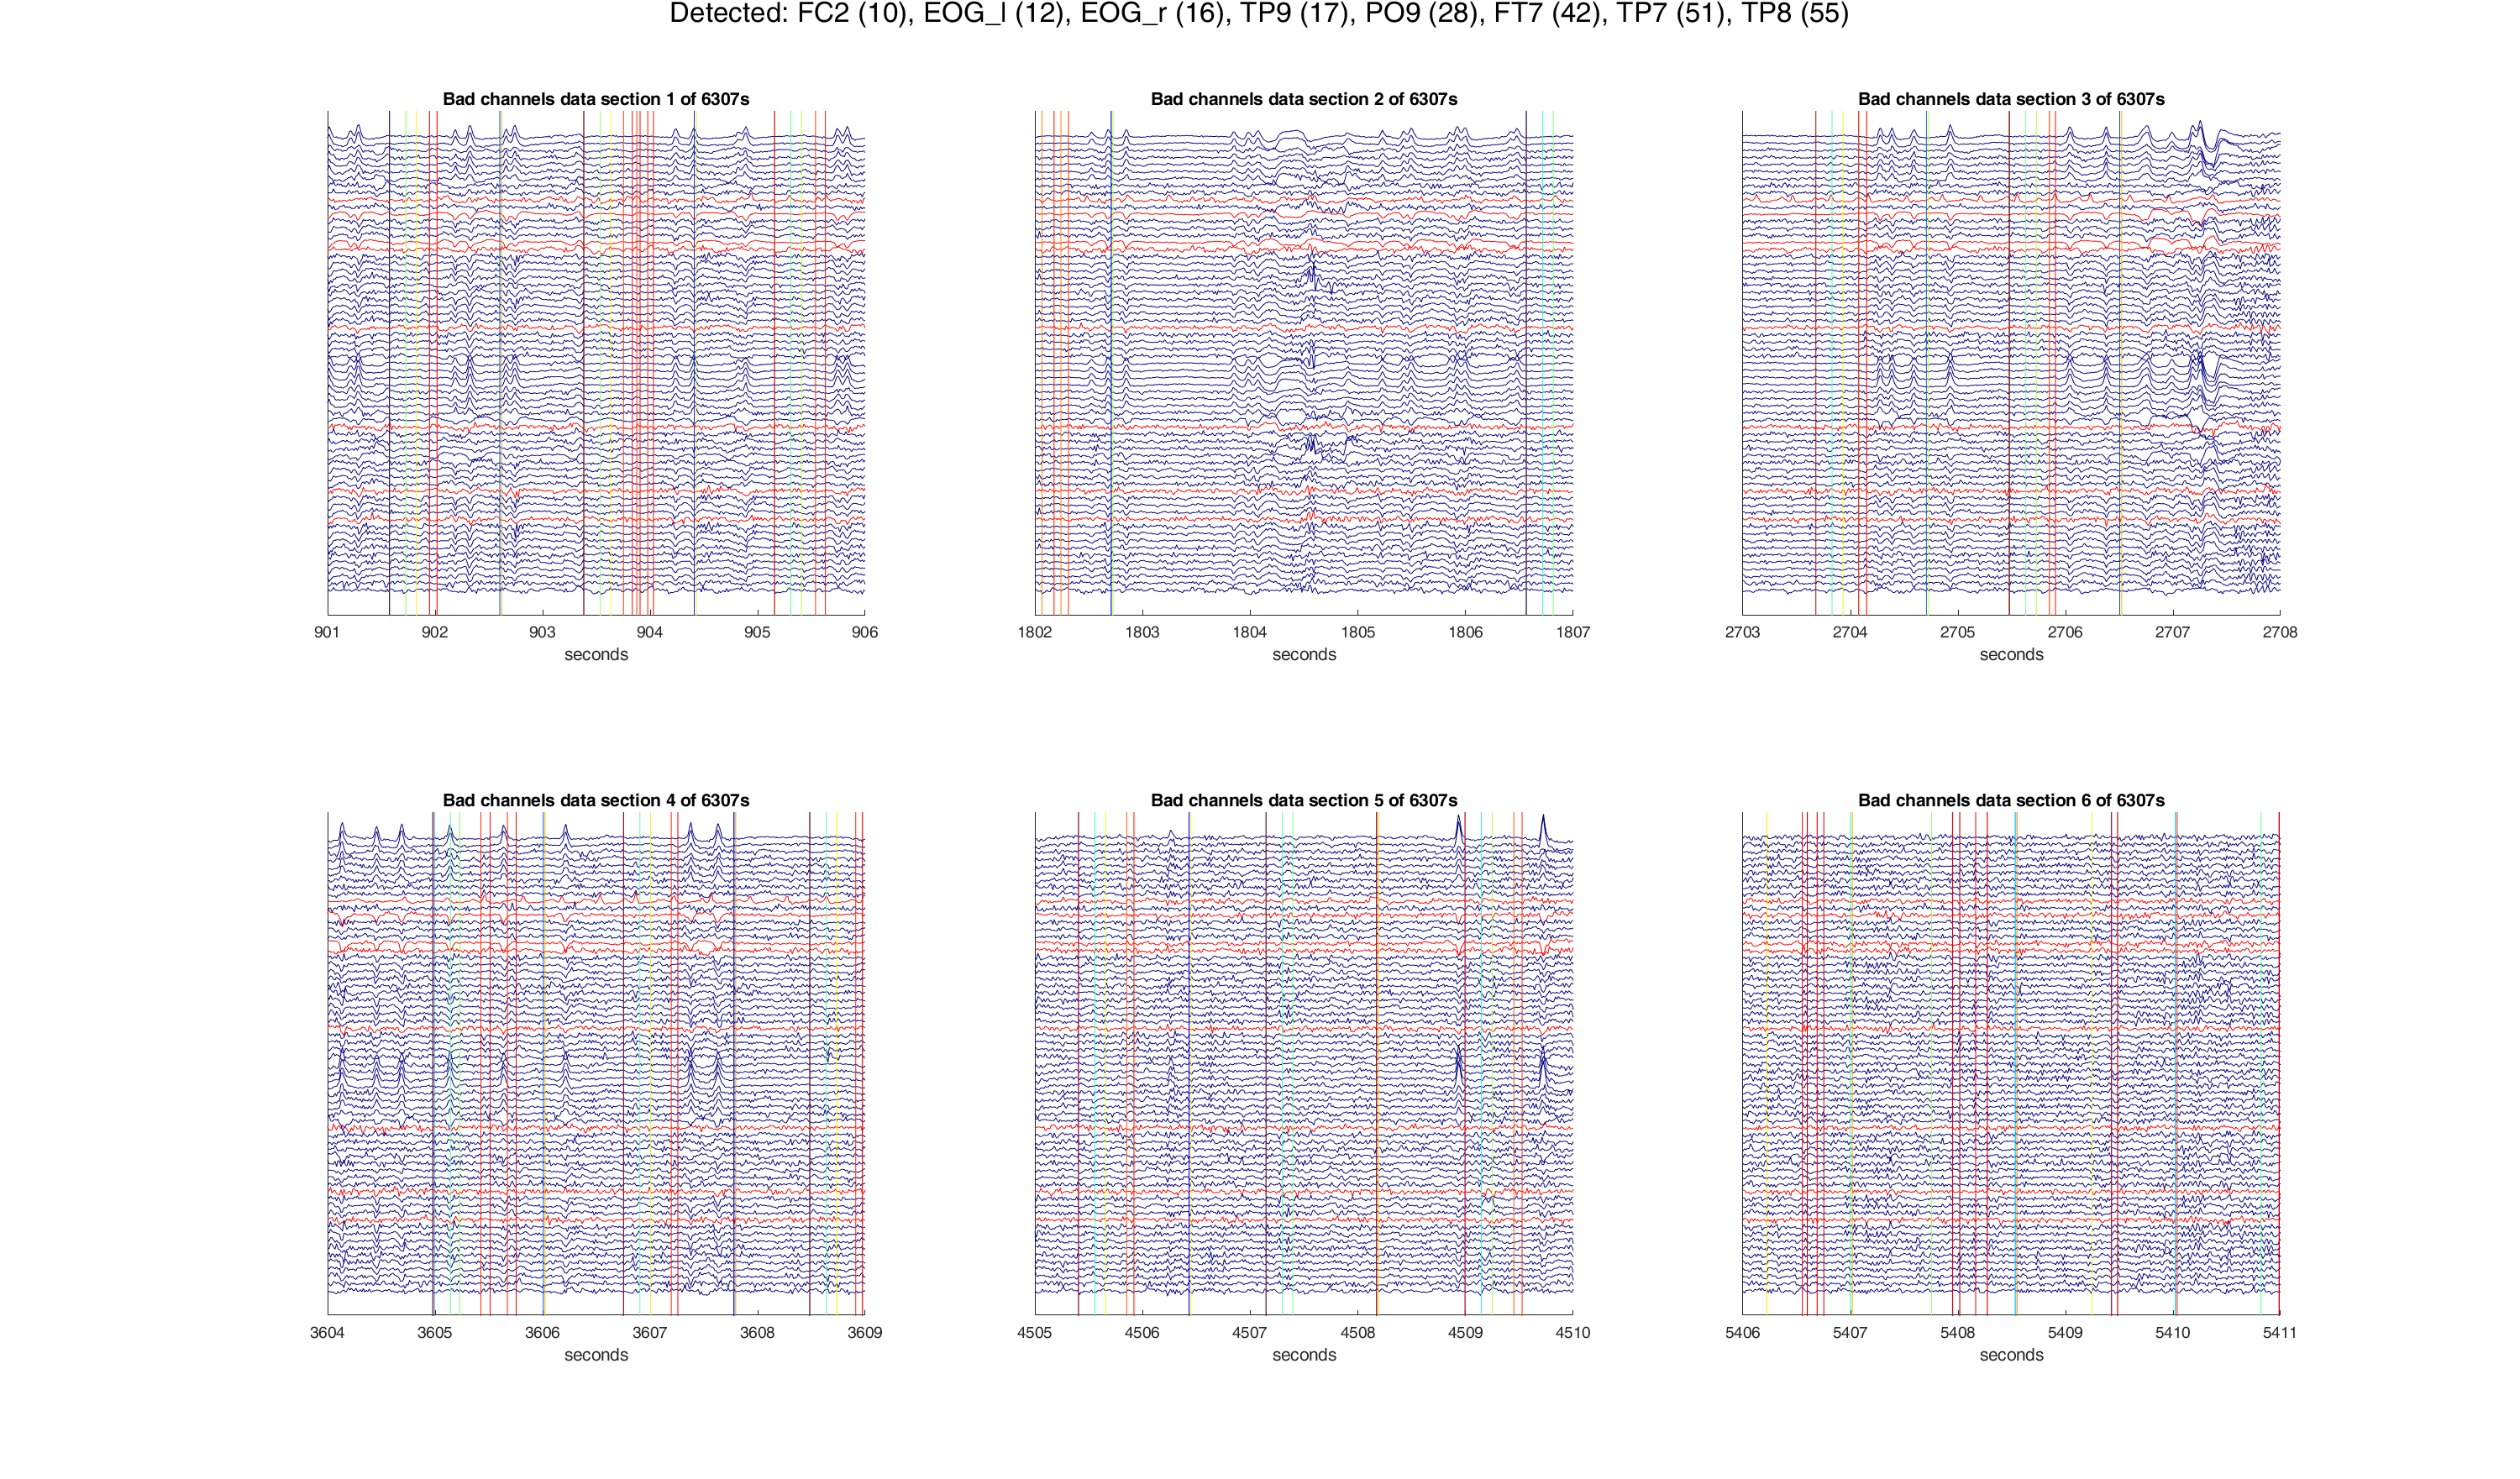 Detected: FC2 (10), EOG_l (12), EOG_r (16), TP9 (17), PO9 (28), FT7 (42), TP7 (51), TP8 (55)
Bad channels data section 1 of 6307s
901 902 903 904 905 906
seconds
Bad channels data section 2 of 6307s
1802 1803 1804 1805 1806 1807
seconds
Bad channels data section 3 of 6307s
2703 2704 2705 2706 2707 2708
seconds
Bad channels data section 4 of 6307s
3604 3605 3606 3607 3608 3609
seconds
Bad channels data section 5 of 6307s
4505 4506 4507 4508 4509 4510
seconds
Bad channels data section 6 of 6307s
5406 5407 5408 5409 5410 5411
seconds